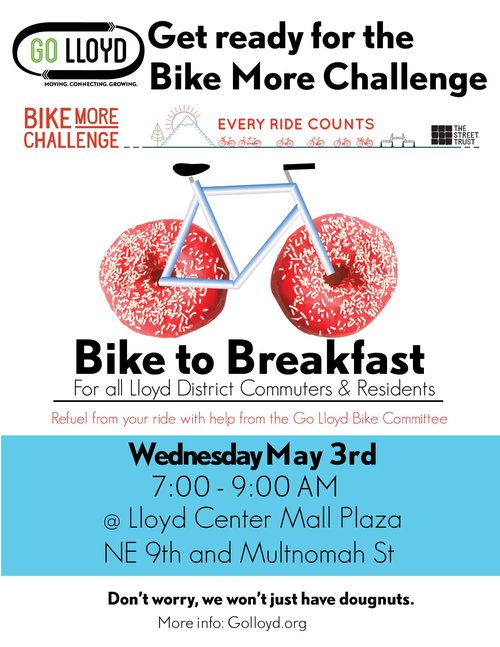 GO LLOYD
MOVING. CONNECTING. GROWING.
Get ready for the
Bike More Challenge
BIKE MORE
CHALLENGE
EVERY RIDE COUNTS
THE
STREET
TRUST
Bike to Breakfast
For all Lloyd District Commuters & Residents
Refuel from your ride with help from the Go Lloyd Bike Committee
Wednesday May 3rd
7:00 - 9:00 AM
@ Lloyd Center Mall Plaza
NE 9th and Multnomah St
Don't worry, we won't just have dougnuts.
More info: Golloyd.org